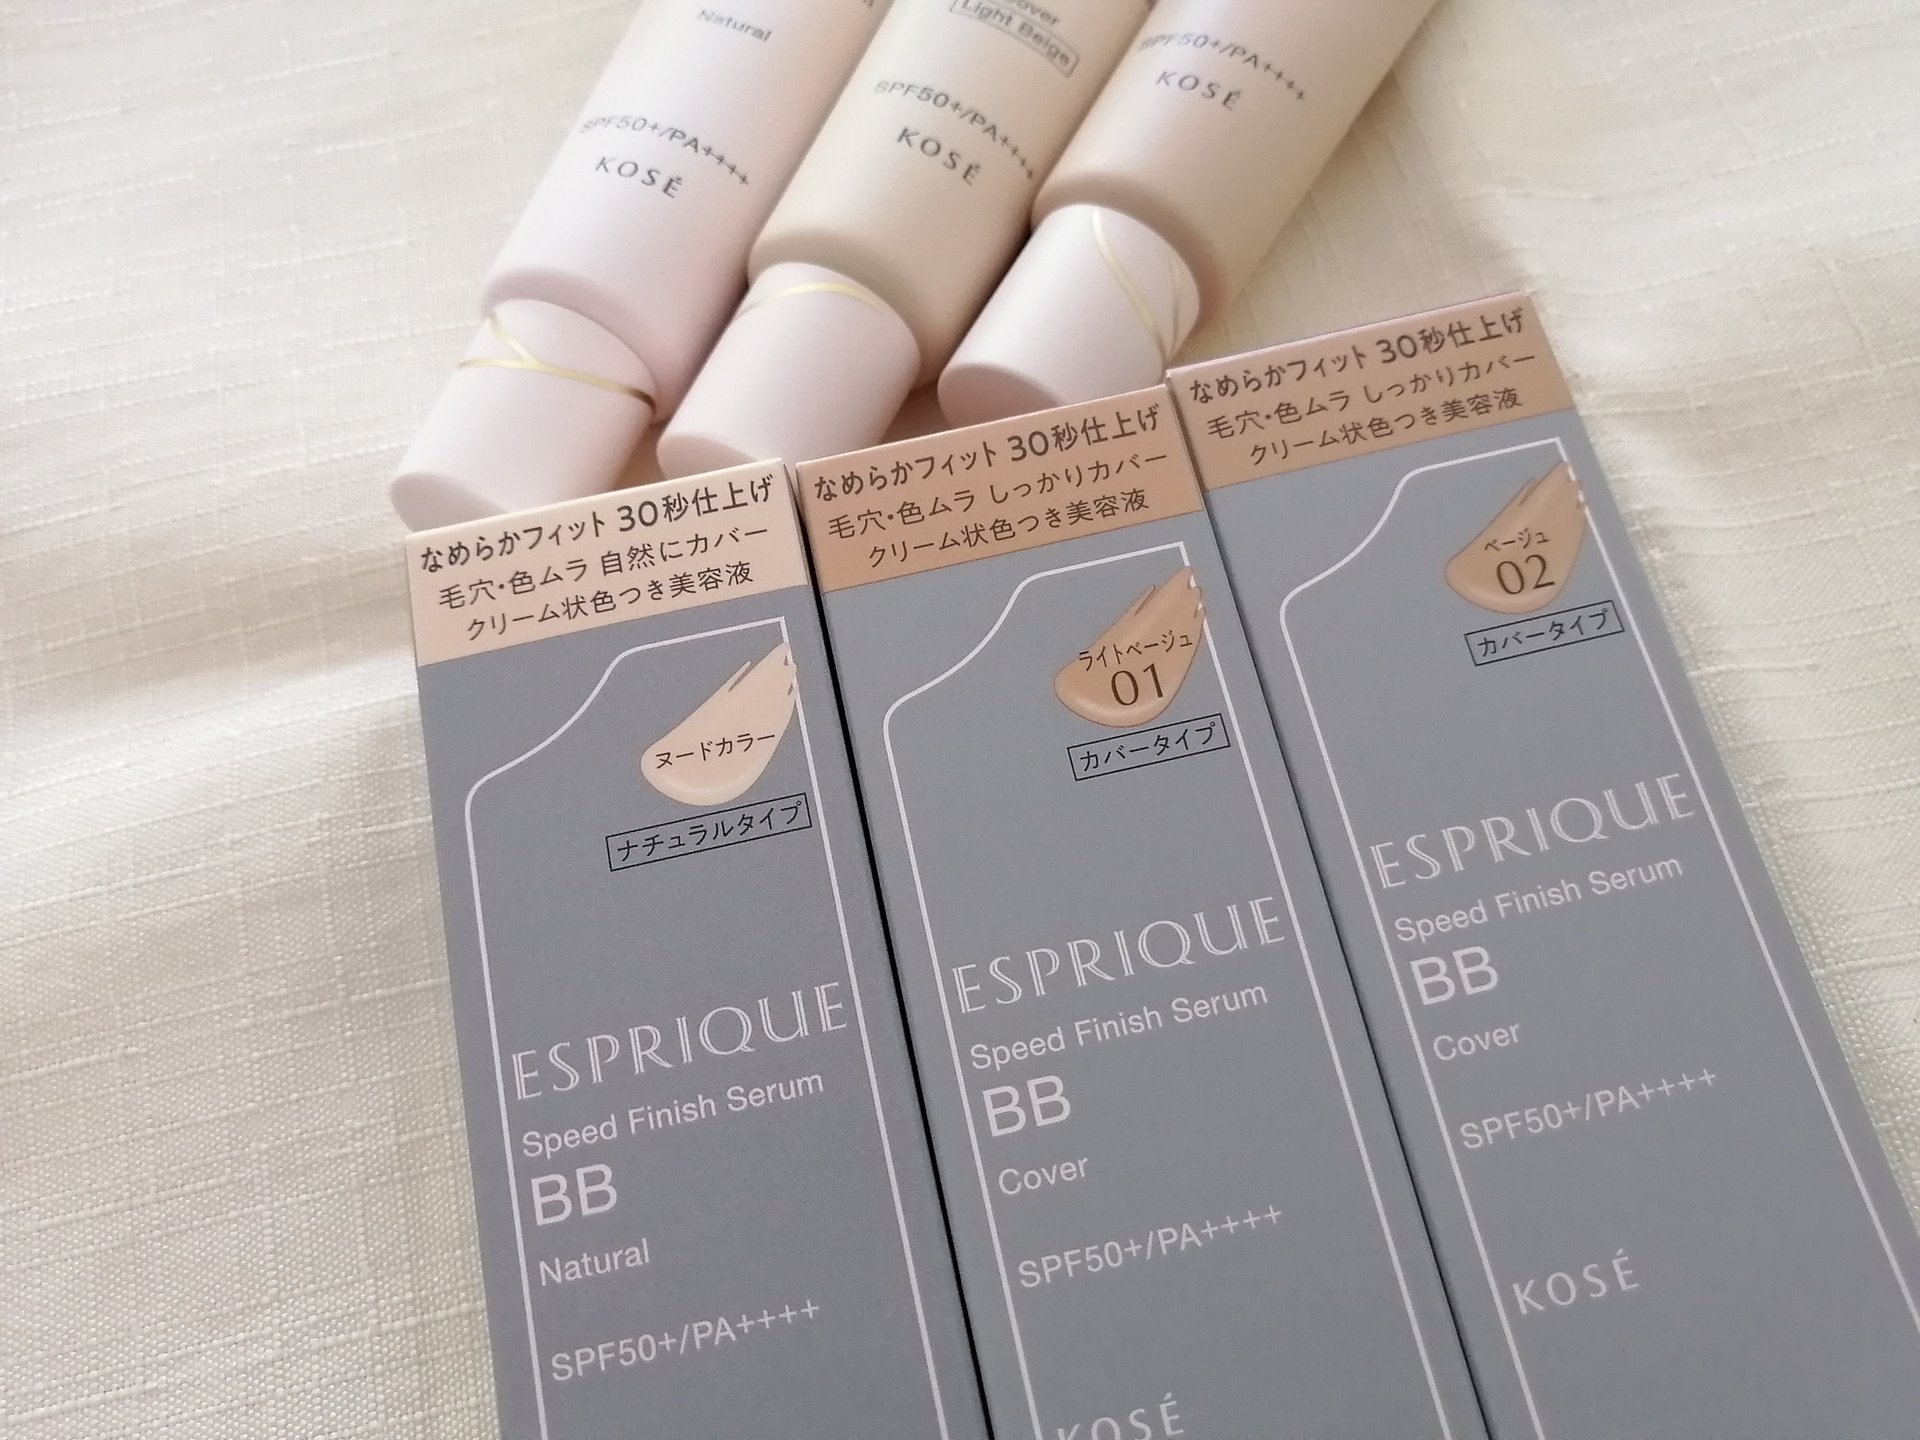 Natural
SPF50+/PA++++
KOSÉ
Cover
Light Beige
SPF50+/PA++++
KOSÉ
SPF50+/PA++++
KOSÉ
なめらかフィット 30秒仕上げ
毛穴・色ムラ 自然にカバー
クリーム状色つき美容液
ヌードカラー
ナチュラルタイプ
ESPRIQUE
Speed Finish Serum
BB
Natural
SPF50+/PA++++
なめらかフィット 30秒仕上げ
毛穴・色ムラ しっかりカバー
クリーム状色つき美容液
ライトベージュ
01
カバータイプ
ESPRIQUE
Speed Finish Serum
BB
Cover
SPF50+/PA++++
KOSÉ
なめらかフィット 30秒仕上げ
毛穴・色ムラ しっかりカバー
クリーム状色つき美容液
ベージュ
02
カバータイプ
ESPRIQUE
Speed Finish Serum
BB
Cover
SPF50+/PA++++
KOSÉ